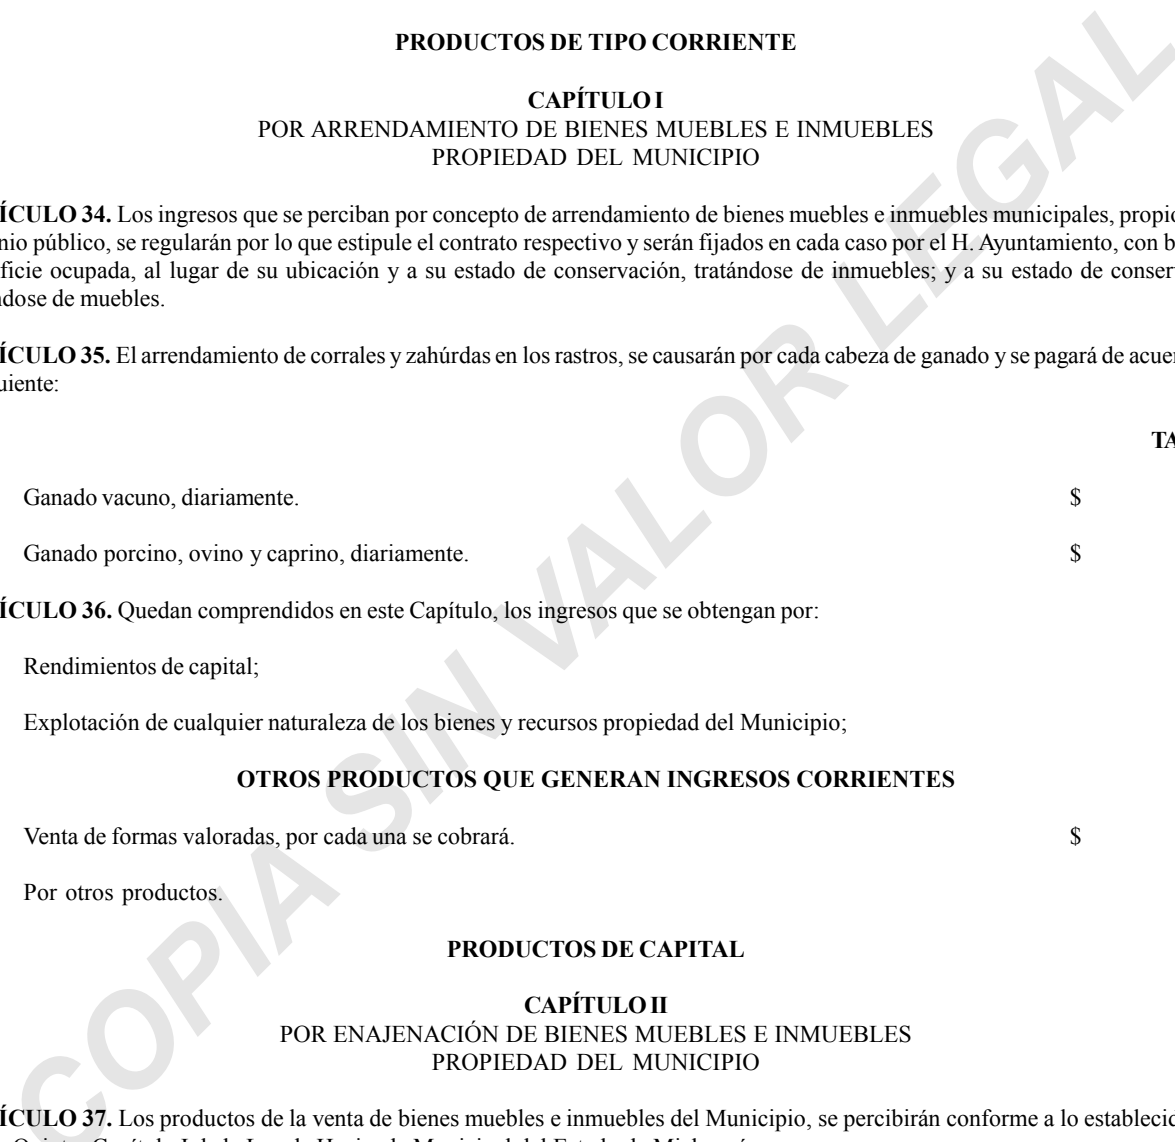 PRODUCTOS DE TIPO CORRIENTE
CAPÍTULO I
POR ARRENDAMIENTO DE BIENES MUEBLES E INMUEBLES
PROPIEDAD DEL MUNICIPIO
ÍCULO 34. Los ingresos que se perciban por concepto de arrendamiento de bienes muebles e inmuebles municipales, propio
nio público, se regularán por lo que estipule el contrato respectivo y serán fijados en cada caso por el H. Ayuntamiento, con b
ficie ocupada, al lugar de su ubicación y a su estado de conservación, tratándose de inmuebles; y a su estado de conser
ndose de muebles.
ÍCULO 35. El arrendamiento de corrales y zahúrdas en los rastros, se causarán por cada cabeza de ganado y se pagará de acuer
uiente:
TA
Ganado vacuno, diariamente. $
Ganado porcino, ovino y caprino, diariamente. $
ÍCULO 36. Quedan comprendidos en este Capítulo, los ingresos que se obtengan por:
Rendimientos de capital;
Explotación de cualquier naturaleza de los bienes y recursos propiedad del Municipio;
OTROS PRODUCTOS QUE GENERAN INGRESOS CORRIENTES
Venta de formas valoradas, por cada una se cobrará. $
Por otros productos.
PRODUCTOS DE CAPITAL
CAPÍTULO II
POR ENAJENACIÓN DE BIENES MUEBLES E INMUEBLES
PROPIEDAD DEL MUNICIPIO
ÍCULO 37. Los productos de la venta de bienes muebles e inmuebles del Municipio, se percibirán conforme a lo establecid
COPIA SIN VALOR LEGAL